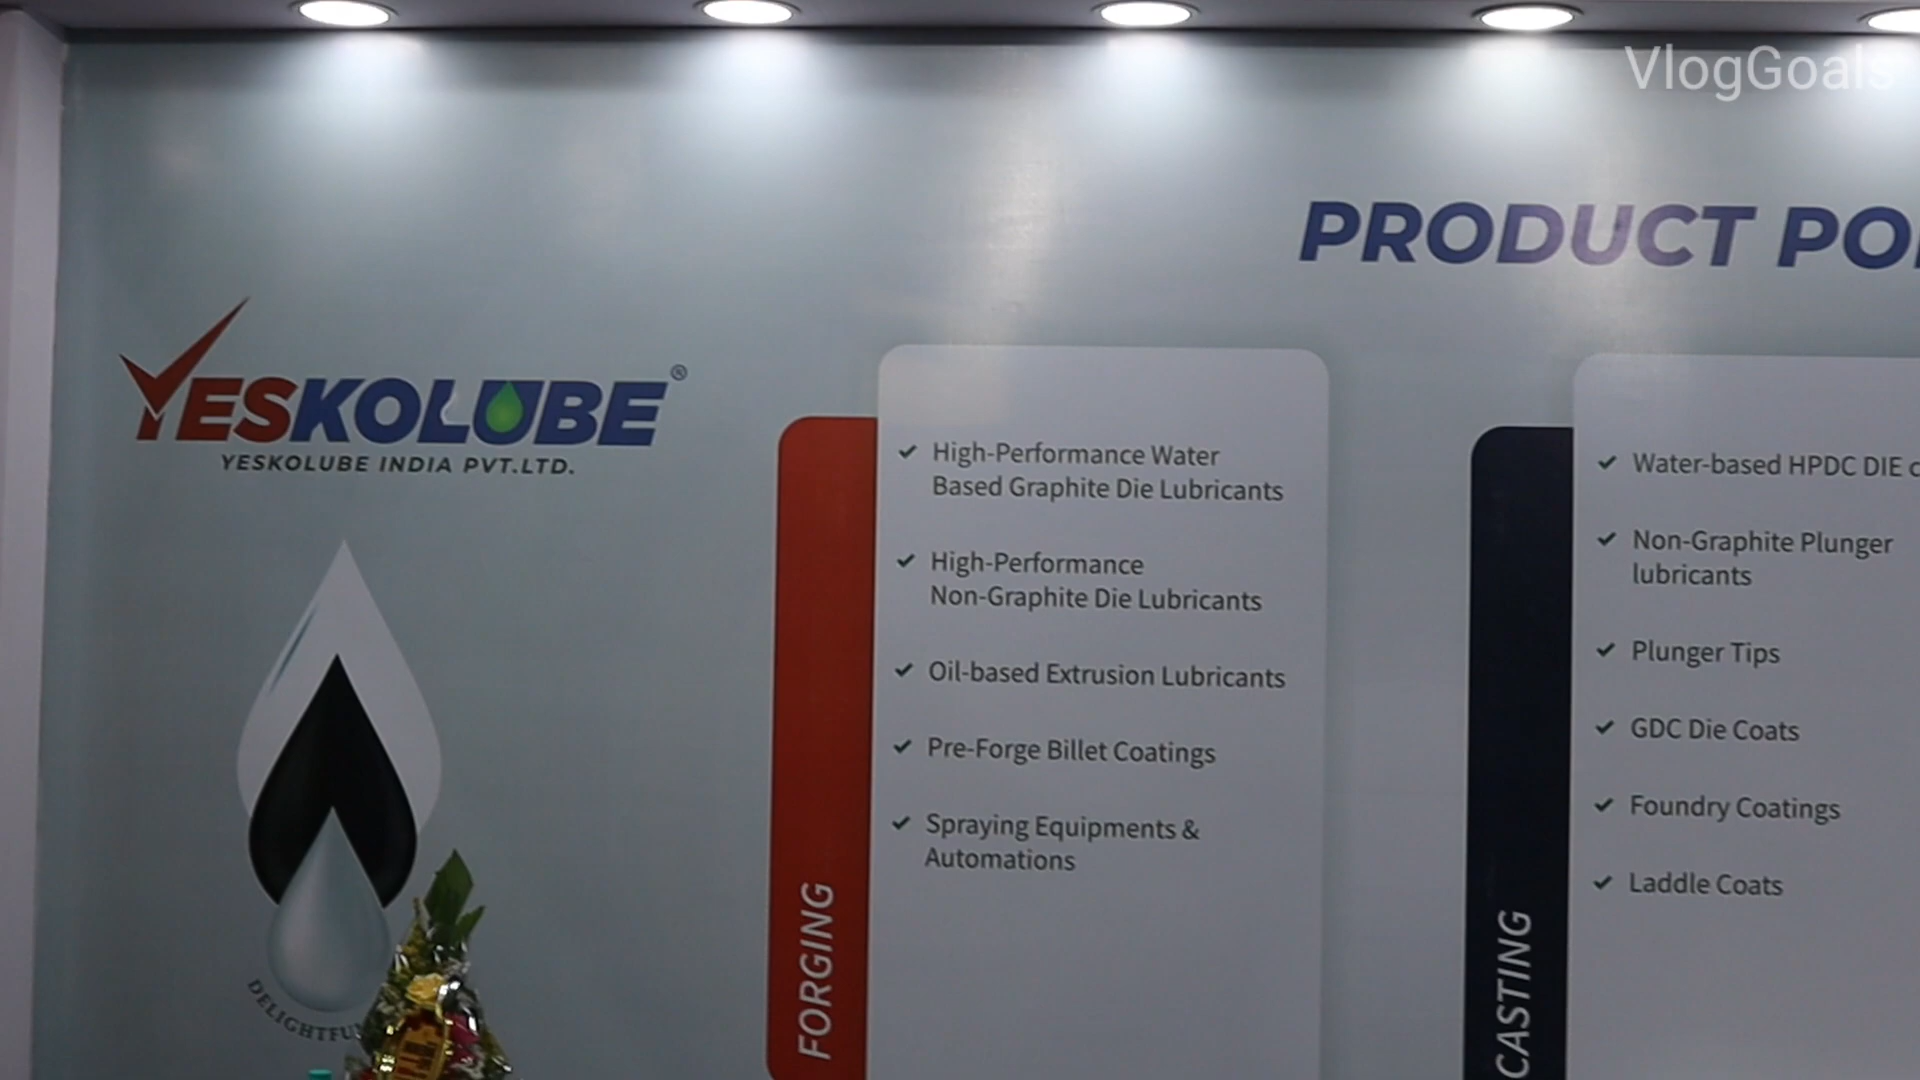 VlogGoals
PRODUCT
YESKOLUBE®
YESKOLUBE INDIA PVT.LTD.
High-Performance Water
Based Graphite Die Lubricants
High-Performance
Non-Graphite Die Lubricants
Oil-based Extrusion Lubricants
Pre-Forge Billet Coatings
Spraying Equipments &
Automations
FORGING
Water-based HPDC DIE
Non-Graphite Plunger
lubricants
Plunger Tips
GDC Die Coats
Foundry Coatings
Laddle Coats
CASTING